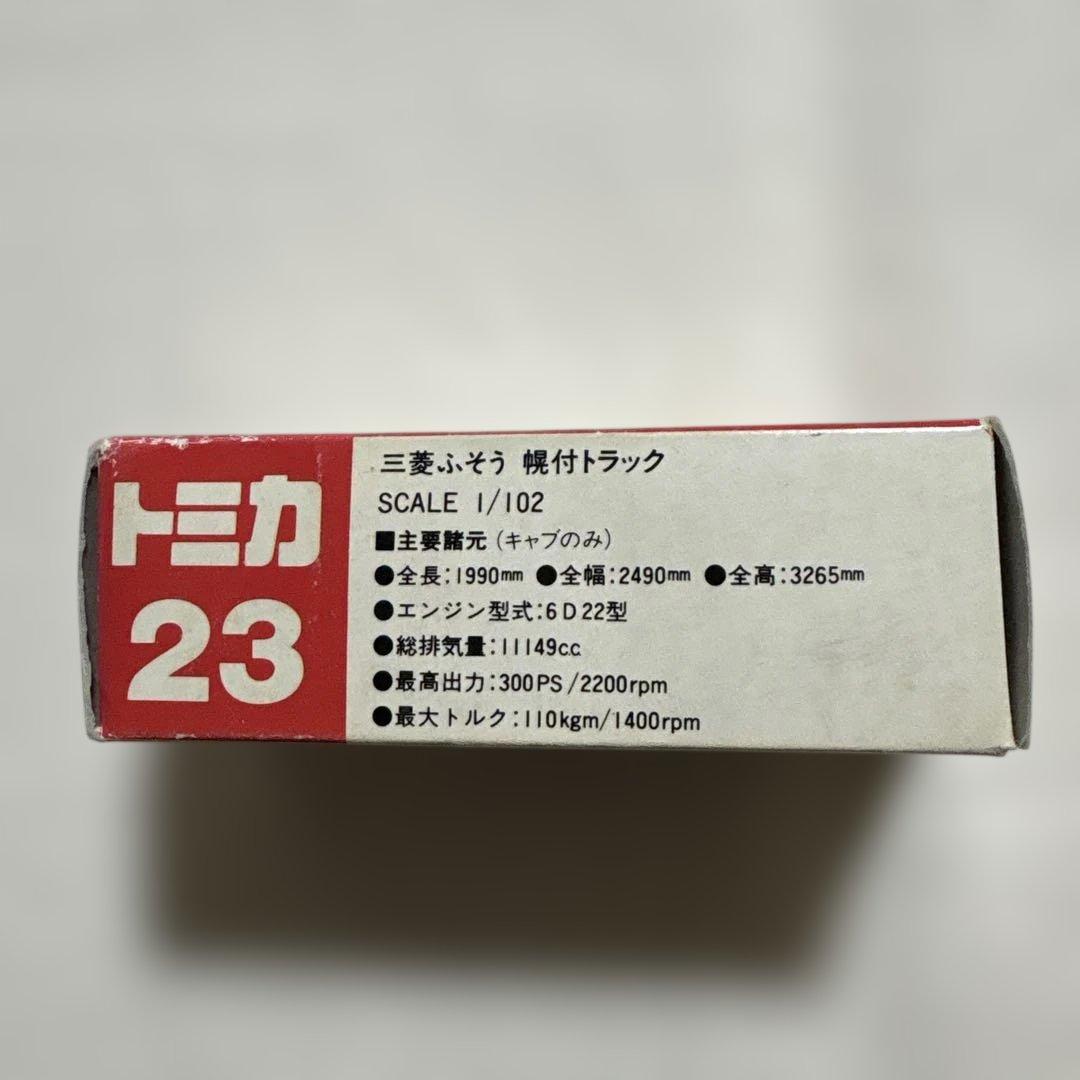 トミカ
23
三菱ふそう 幌付トラック
SCALE 1/102
■主要諸元(キャブのみ)
●全長:1990mm ●全幅:2490mm ●全高:3265mm
●エンジン型式:6D22型
●総排気量:11149cc
●最高出力:300PS/2200rpm
●最大トルク:110kgm/1400rpm